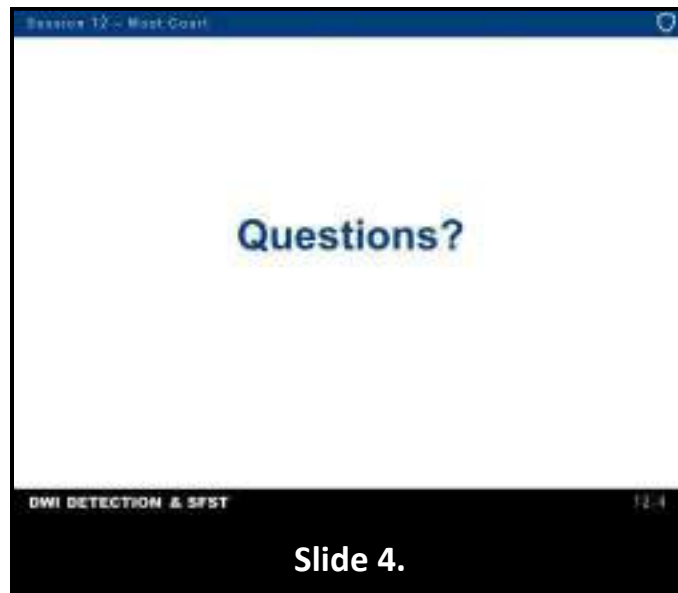 Session 12 – Moot Court
Questions?
DWI DETECTION & SFST
12-4
Slide 4.